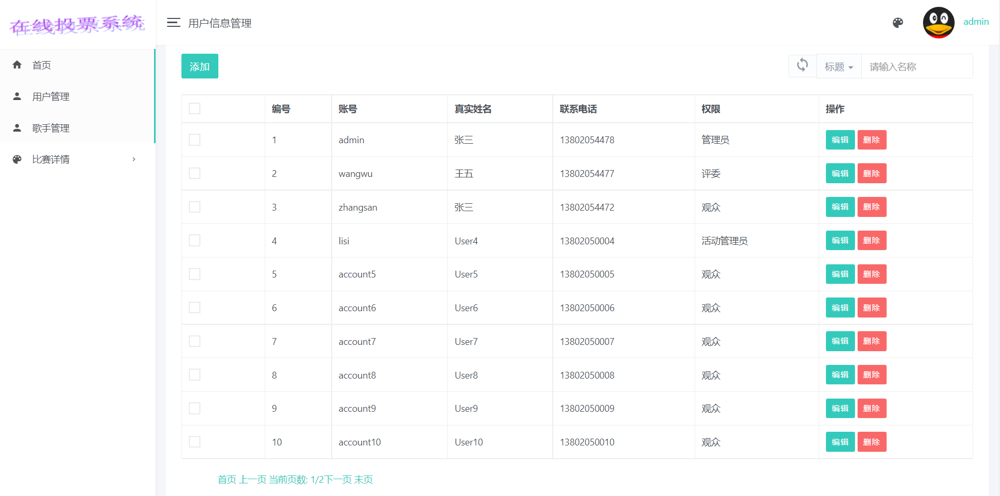 在线投票系统
用户信息管理
admin
首页
用户管理
歌手管理
比赛详情
添加
标题
请输入名称
编号 账号 真实姓名 联系电话 权限 操作
1 admin 张三 13802054478 管理员 编辑 删除
2 wangwu 王五 13802054477 评委 编辑 删除
3 zhangsan 张三 13802054472 观众 编辑 删除
4 lisi User4 13802050004 活动管理员 编辑 删除
5 account5 User5 13802050005 观众 编辑 删除
6 account6 User6 13802050006 观众 编辑 删除
7 account7 User7 13802050007 观众 编辑 删除
8 account8 User8 13802050008 观众 编辑 删除
9 account9 User9 13802050009 观众 编辑 删除
10 account10 User10 13802050010 观众 编辑 删除
首页 上一页 当前页数: 1/2下一页 末页